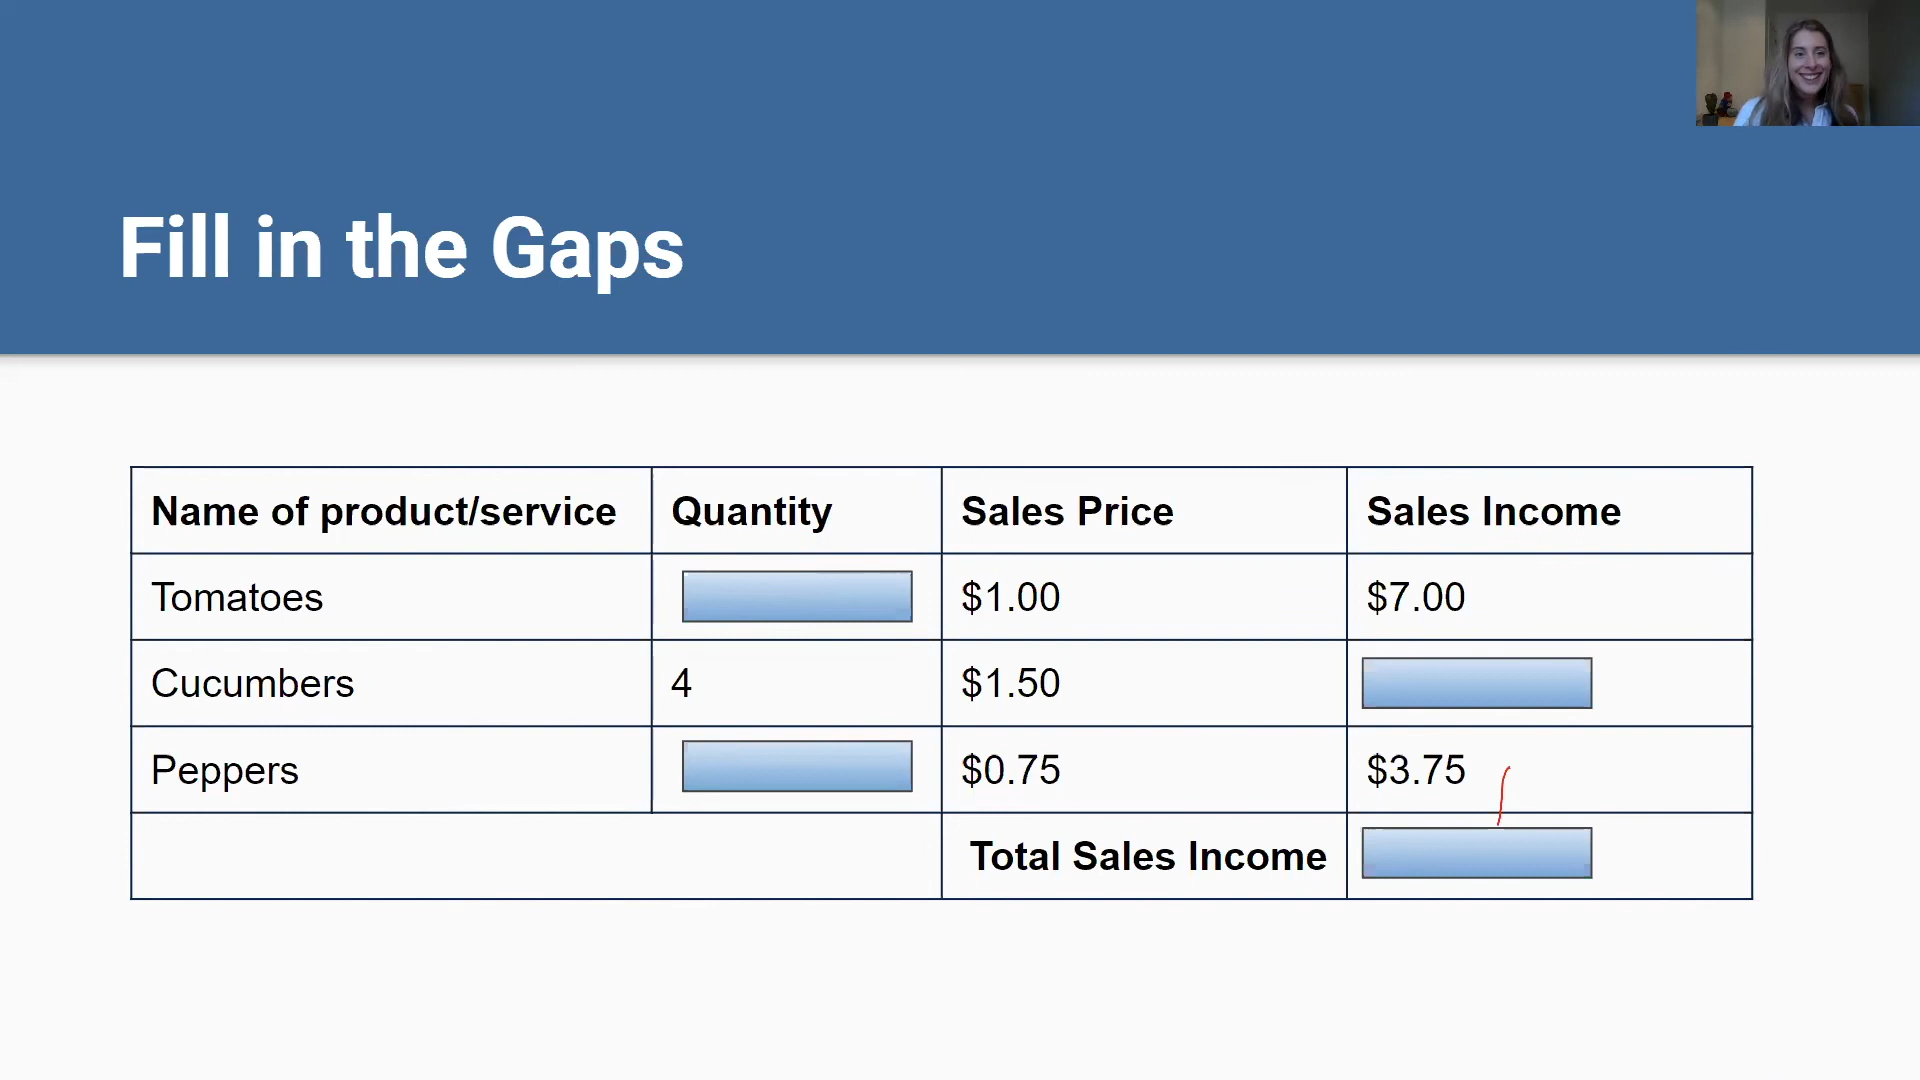 Fill in the Gaps
Name of product/service Quantity Sales Price Sales Income
Tomatoes $1.00 $7.00
Cucumbers 4 $1.50
Peppers $0.75 $3.75
Total Sales Income